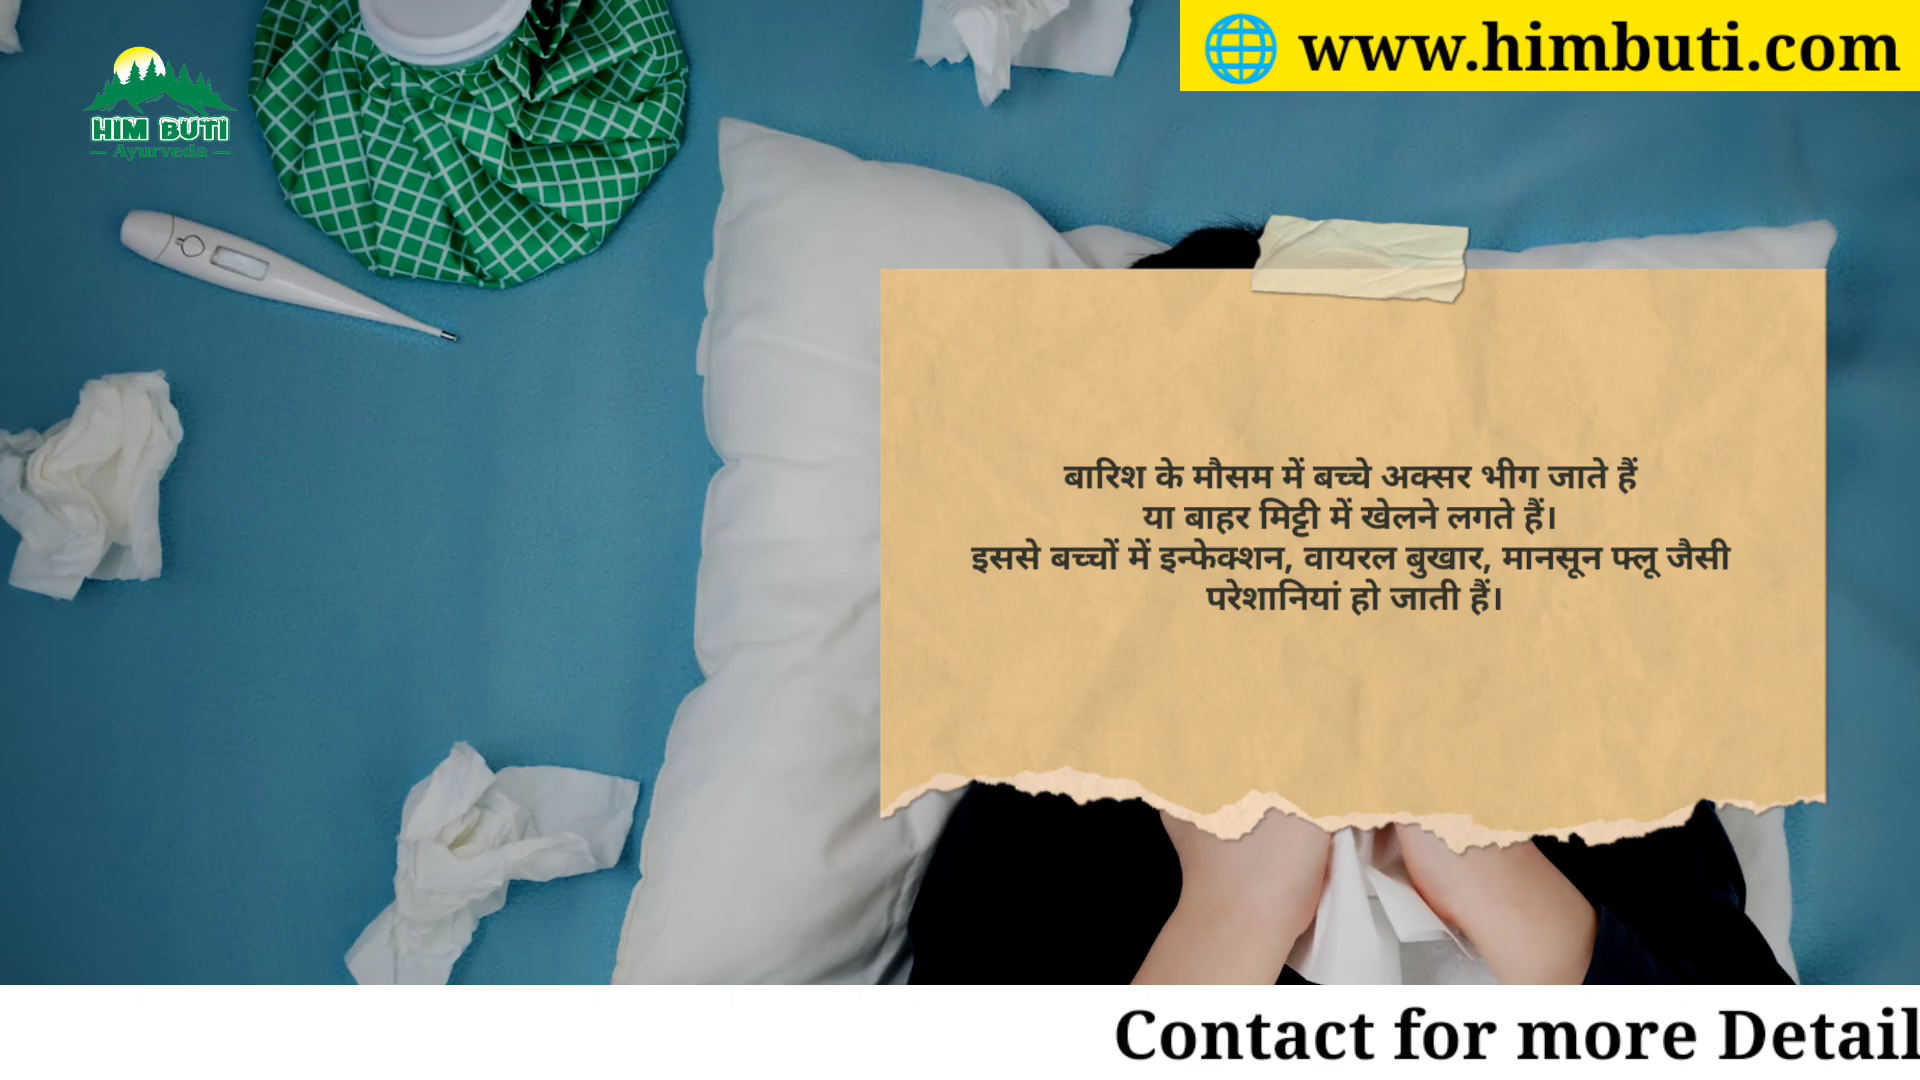 HIM BUTI
Ayurveda
www.himbuti.com
बारिश के मौसम में बच्चे अक्सर भीग जाते हैं
या बाहर मिट्टी में खेलने लगते हैं।
इससे बच्चों में इन्फेक्शन, वायरल बुखार, मानसून फ्लू जैसी
परेशानियां हो जाती हैं।
Contact for more Detail